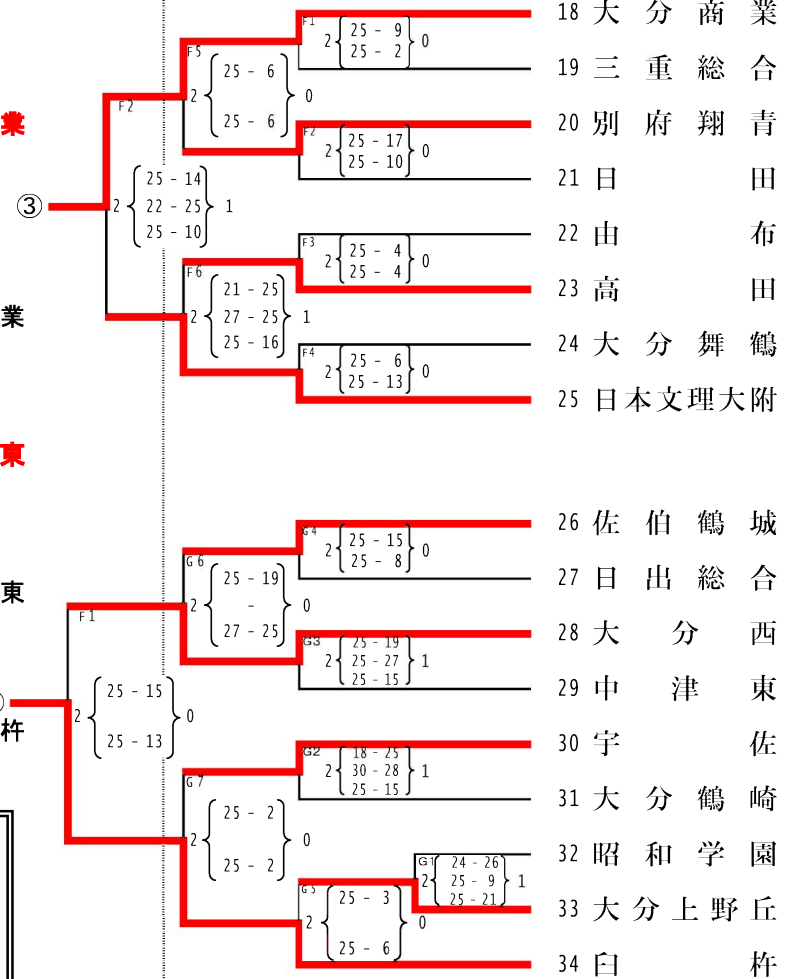 F1
2 25 - 9 0
25 - 2
18 大分商業
F5
2 25 - 6 0
25 - 6
19 三重総合
F2
業
F2
2 25 - 17 0
25 - 10
20 別府翔青
21 日田
③
2 25 - 14 1
22 - 25
25 - 10
F3
2 25 - 4 0
25 - 4
22 由布
F6
2 21 - 25 1
27 - 25
25 - 16
23 高田
業
F4
2 25 - 6 0
25 - 13
24 大分舞鶴
25 日本文理大附
東
G4
2 25 - 15 0
25 - 8
26 佐伯鶴城
G6
2 25 - 19 0
-
27 - 25
27 日出総合
東
F1
G3
2 25 - 19 1
25 - 27
25 - 15
28 大分西
29 中津東
2 25 - 15 0
25 - 13
杵
G2
2 18 - 25 1
30 - 28
25 - 15
30 宇佐
G7
2 25 - 2 0
25 - 2
31 大分鶴崎
G1
2 24 - 26 1
25 - 9
25 - 21
32 昭和学園
G5
2 25 - 3 0
25 - 6
33 大分上野丘
34 臼杵